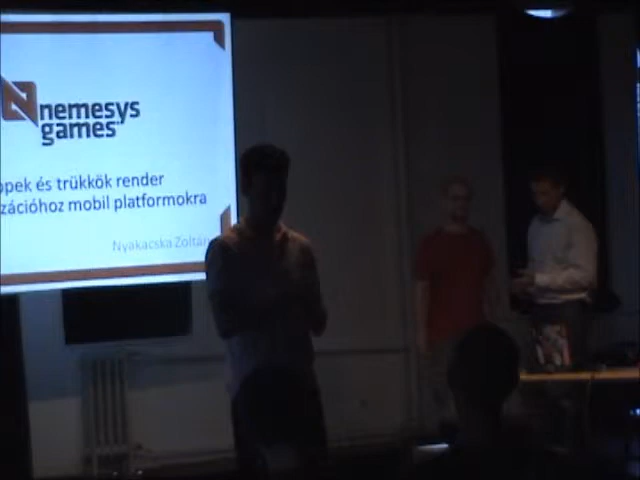 nemesys
games
ppek és trükkök render
zációhoz mobil platformokra
Nyakacska Zoltán